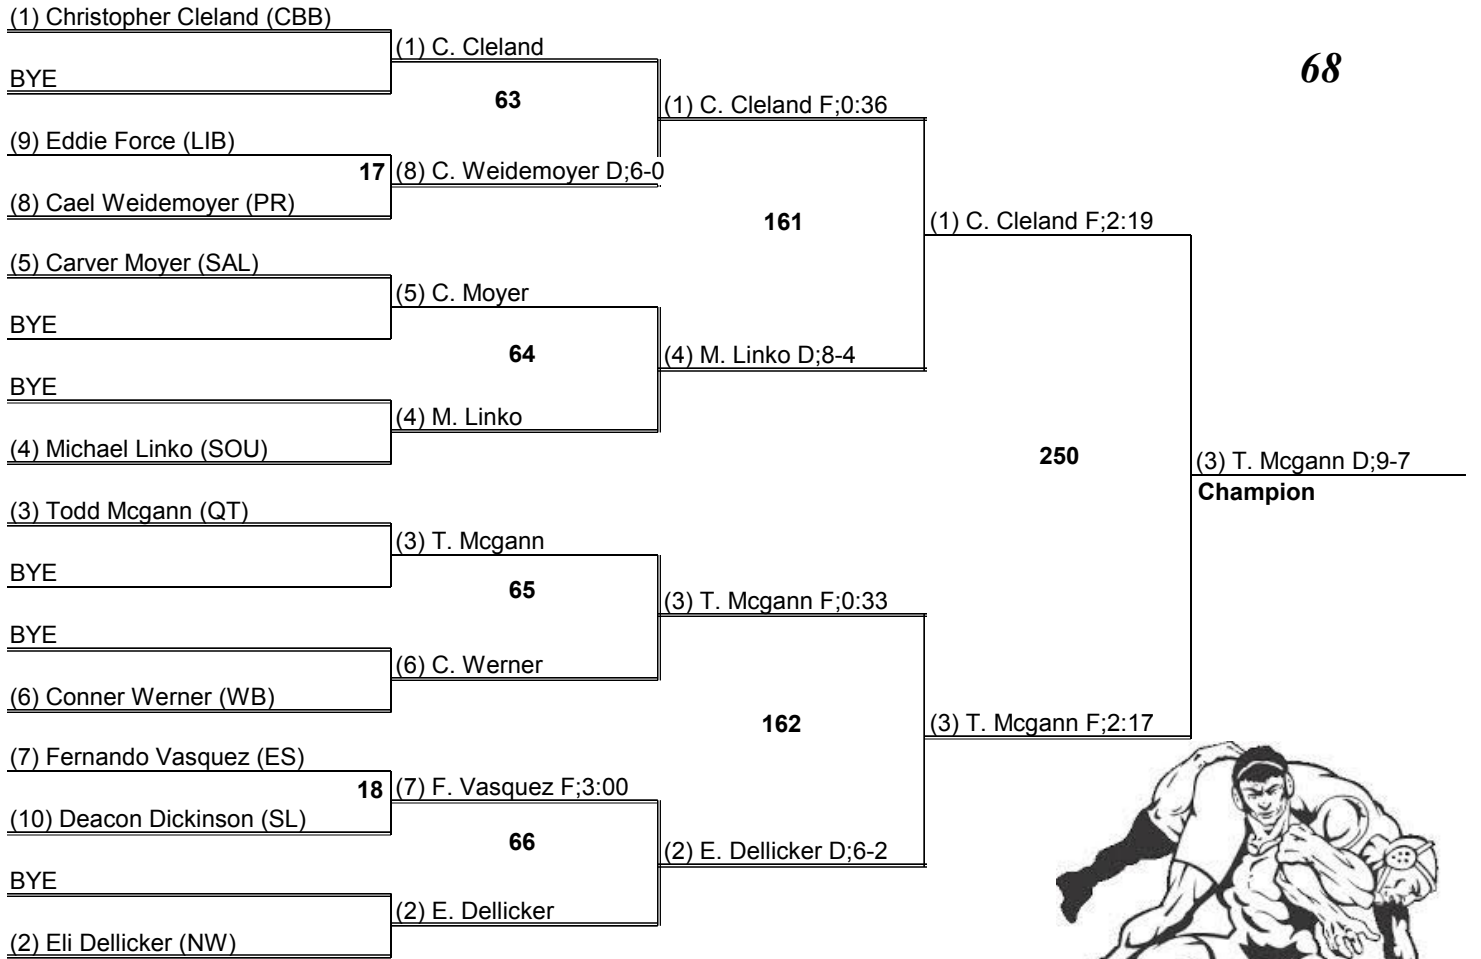 (1) Christopher Cleland (CBB)
(1) C. Cleland
68
BYE
63
(1) C. Cleland F;0:36
(9) Eddie Force (LIB)
17
(8) C. Weidemoyer D;6-0
(8) Cael Weidemoyer (PR)
161
(1) C. Cleland F;2:19
(5) Carver Moyer (SAL)
(5) C. Moyer
BYE
64
(4) M. Linko D;8-4
BYE
(4) M. Linko
(4) Michael Linko (SOU)
250
(3) T. Mcgann D;9-7
Champion
(3) Todd Mcgann (QT)
(3) T. Mcgann
BYE
65
(3) T. Mcgann F;0:33
BYE
(6) C. Werner
(6) Conner Werner (WB)
162
(3) T. Mcgann F;2:17
(7) Fernando Vasquez (ES)
18
(7) F. Vasquez F;3:00
(10) Deacon Dickinson (SL)
66
(2) E. Dellicker D;6-2
BYE
(2) E. Dellicker
(2) Eli Dellicker (NW)